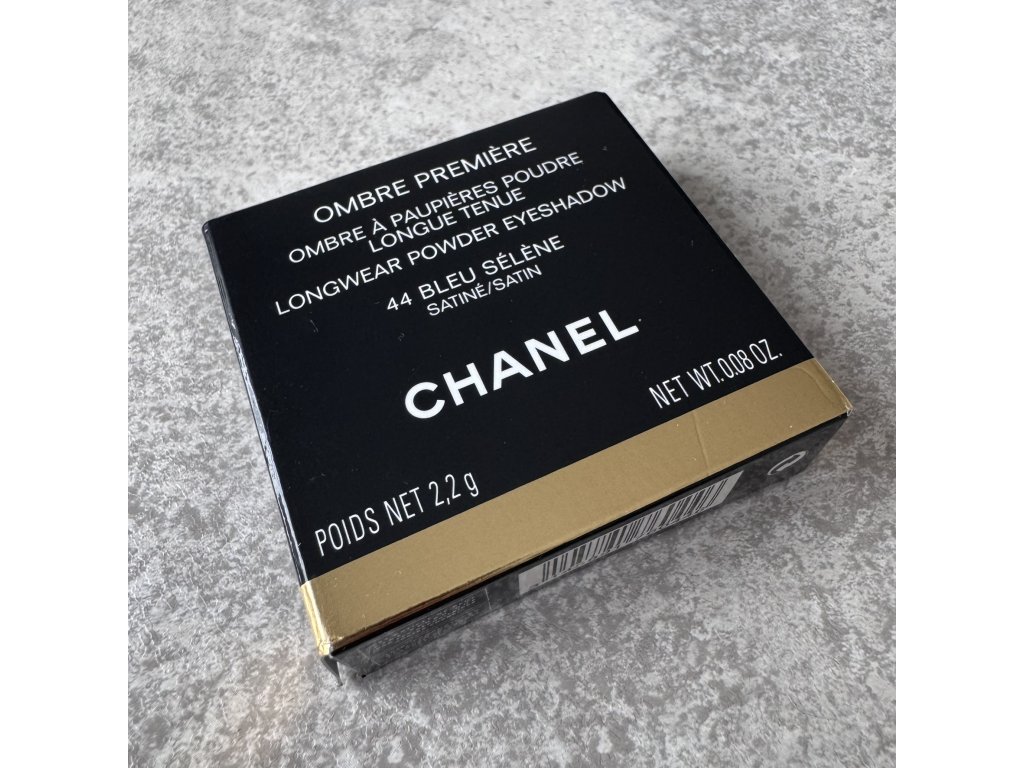 OMBRE PREMIÈRE
OMBRE À PAUPIÈRES POUDRE
LONGUE TENUE
LONGWEAR POWDER EYESHADOW
44 BLEU SÉLÈNE
SATINÉ/SATIN
CHANEL
POIDS NET 2,2 g
NET WT. 0.08 OZ.